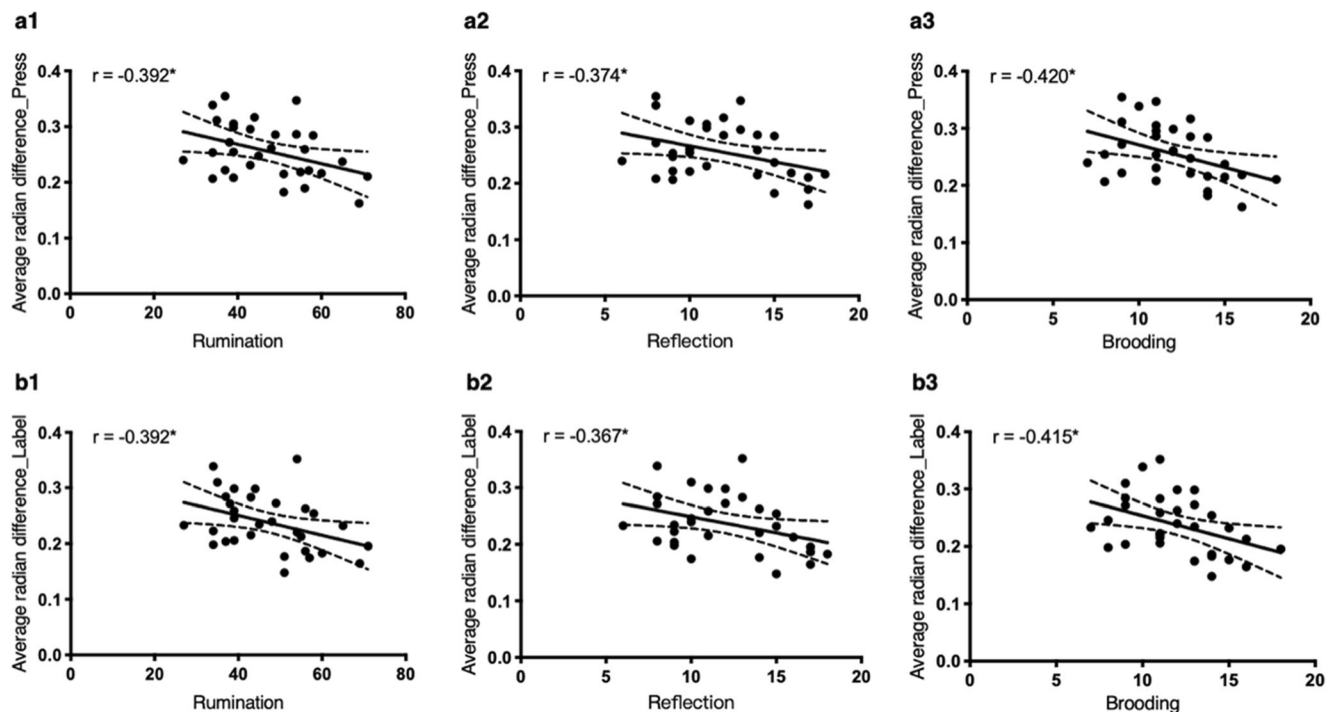 a1
r = -0.392*
Average radian difference_Press
0.4
0.3
0.2
0.1
0.0
0
20
40
60
80
Rumination
a2
r = -0.374*
Average radian difference_Press
0.4
0.3
0.2
0.1
0.0
0
5
10
15
20
Reflection
a3
r = -0.420*
Average radian difference_Press
0.4
0.3
0.2
0.1
0.0
0
5
10
15
20
Brooding
b1
r = -0.392*
Average radian difference_Label
0.4
0.3
0.2
0.1
0.0
0
20
40
60
80
Rumination
b2
r = -0.367*
Average radian difference_Label
0.4
0.3
0.2
0.1
0.0
0
5
10
15
20
Reflection
b3
r = -0.415*
Average radian difference_Label
0.4
0.3
0.2
0.1
0.0
0
5
10
15
20
Brooding